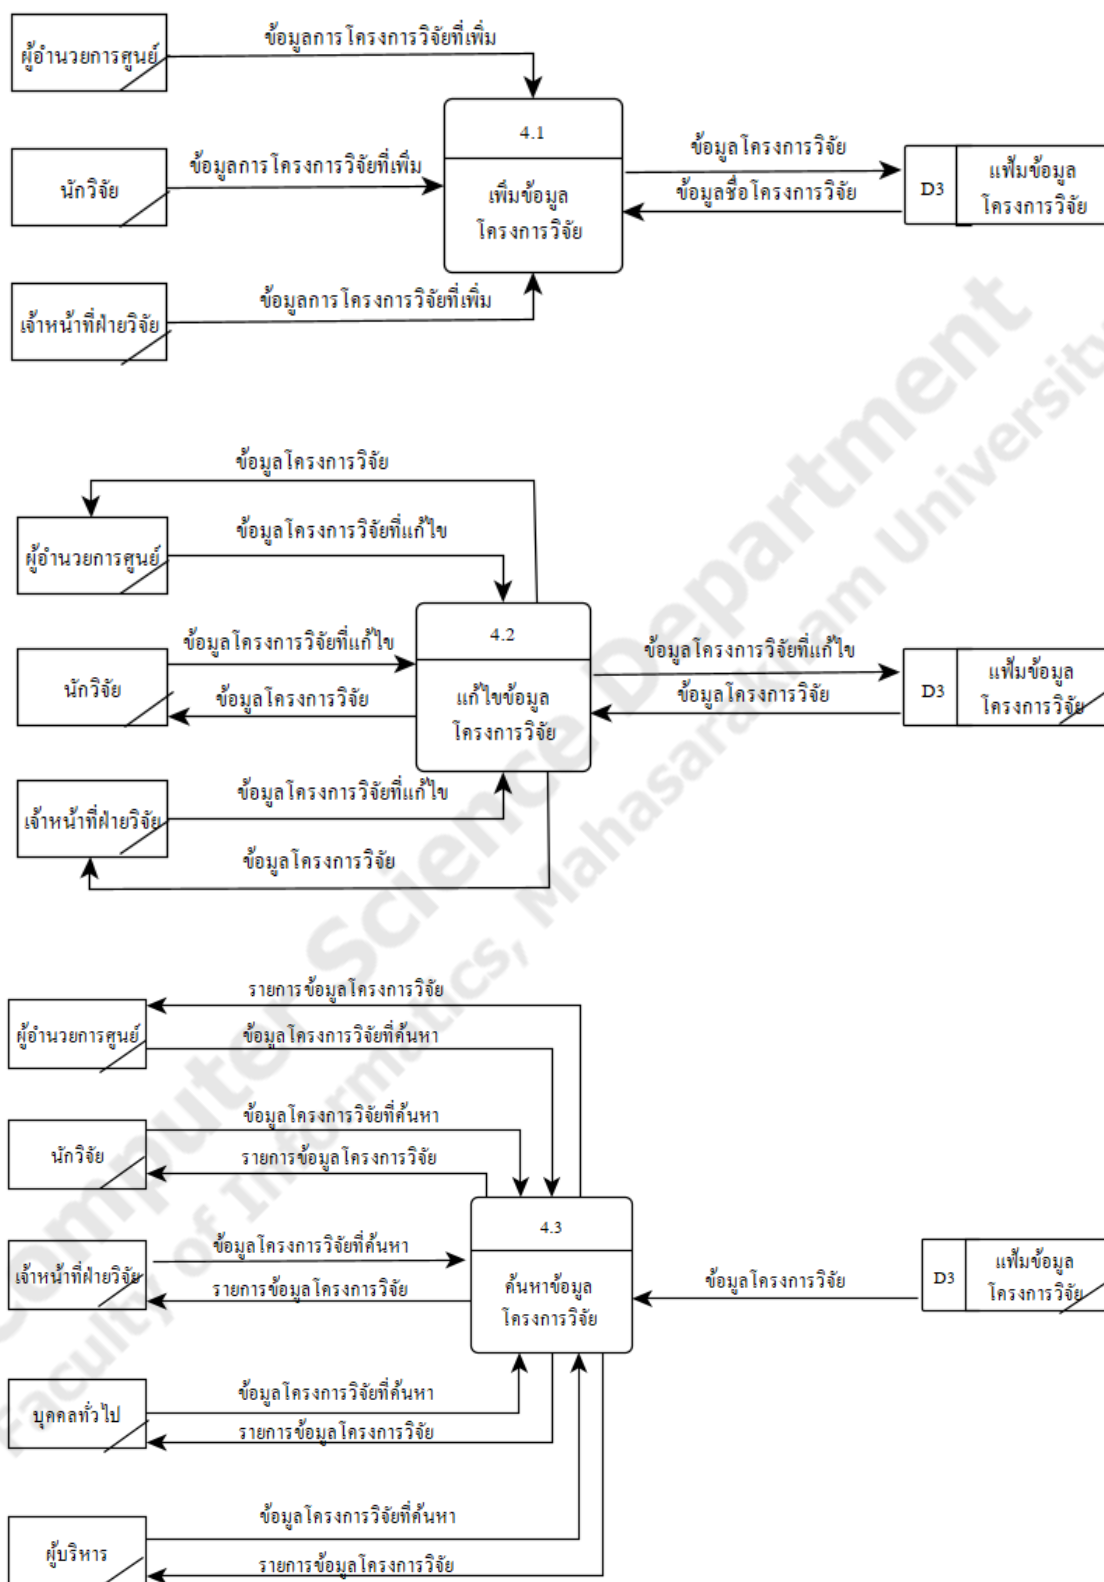 ข้อมูลการโครงการวิจัยที่เพิ่ม
ผู้อำนวยการศูนย์
4.1
ข้อมูลโครงการวิจัย
นักวิจัย
ข้อมูลการโครงการวิจัยที่เพิ่ม
เพิ่มข้อมูล
โครงการวิจัย
ข้อมูลชื่อโครงการวิจัย
D3
แฟ้มข้อมูล
โครงการวิจัย
เจ้าหน้าที่ฝ่ายวิจัย
ข้อมูลการโครงการวิจัยที่เพิ่ม
ข้อมูลโครงการวิจัย
ผู้อำนวยการศูนย์
ข้อมูลโครงการวิจัยที่แก้ไข
4.2
นักวิจัย
ข้อมูลโครงการวิจัยที่แก้ไข
ข้อมูลโครงการวิจัย
แก้ไขข้อมูล
โครงการวิจัย
ข้อมูลโครงการวิจัยที่แก้ไข
ข้อมูลโครงการวิจัย
D3
แฟ้มข้อมูล
โครงการวิจัย
เจ้าหน้าที่ฝ่ายวิจัย
ข้อมูลโครงการวิจัยที่แก้ไข
ข้อมูลโครงการวิจัย
รายการข้อมูลโครงการวิจัย
ผู้อำนวยการศูนย์
ข้อมูลโครงการวิจัยที่ค้นหา
นักวิจัย
ข้อมูลโครงการวิจัยที่ค้นหา
รายการข้อมูลโครงการวิจัย
4.3
เจ้าหน้าที่ฝ่ายวิจัย
ข้อมูลโครงการวิจัยที่ค้นหา
รายการข้อมูลโครงการวิจัย
ค้นหาข้อมูล
โครงการวิจัย
ข้อมูลโครงการวิจัย
D3
แฟ้มข้อมูล
โครงการวิจัย
บุคคลทั่วไป
ข้อมูลโครงการวิจัยที่ค้นหา
รายการข้อมูลโครงการวิจัย
ผู้บริหาร
ข้อมูลโครงการวิจัยที่ค้นหา
รายการข้อมูลโครงการวิจัย
Computer Science Department
Faculty of Informatics, Mahasarakham University